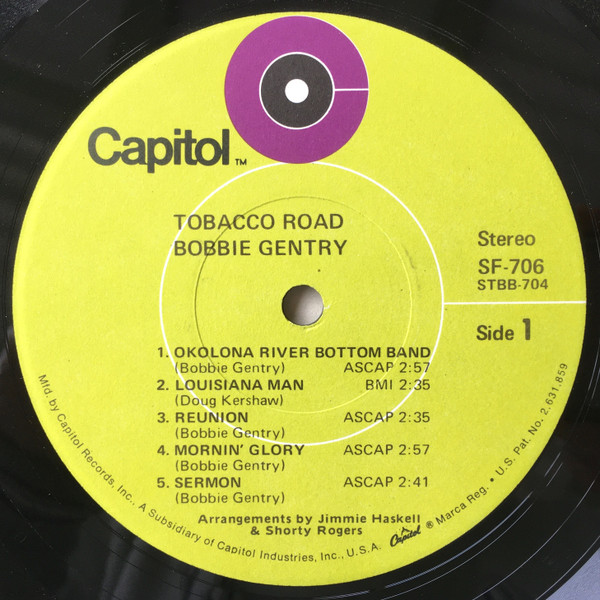 Capitol TM
TOBACCO ROAD
BOBBIE GENTRY
Stereo
SF-706
STBB-704
Side 1
1. OKOLONA RIVER BOTTOM BAND
(Bobbie Gentry) ASCAP 2:57
2. LOUISIANA MAN BMI 2:35
(Doug Kershaw)
3. REUNION ASCAP 2:35
(Bobbie Gentry)
4. MORNIN' GLORY ASCAP 2:57
(Bobbie Gentry)
5. SERMON ASCAP 2:41
(Bobbie Gentry)
Arrangements by Jimmie Haskell
& Shorty Rogers
Mfd. by Capitol Records, Inc., A Subsidiary of Capitol Industries, Inc., U.S.A. Capitol ® Marca Reg. • U.S. Pat. No. 2,631,859